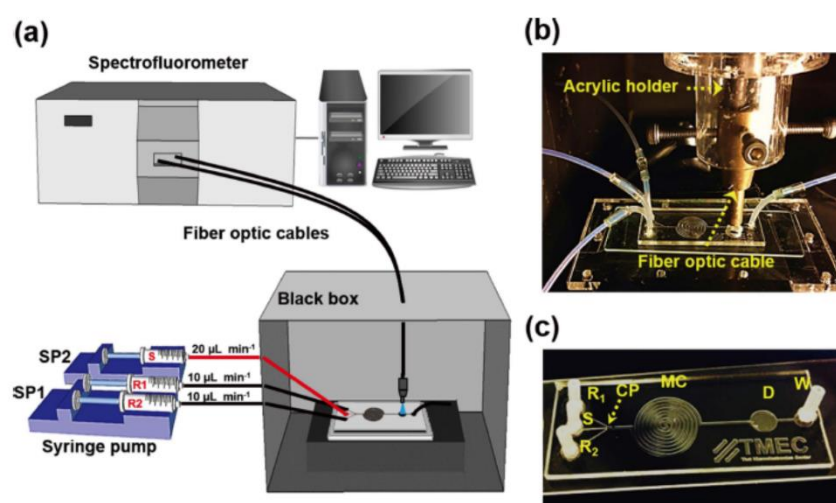 (a)
Spectrofluorometer
Fiber optic cables
Black box
SP2
S
20 µL min⁻¹
SP1
R1
10 µL min⁻¹
R2
10 µL min⁻¹
Syringe pump
(b)
Acrylic holder
Fiber optic cable
(c)
R₁
CP
MC
D
W
S
R₂
TMEC